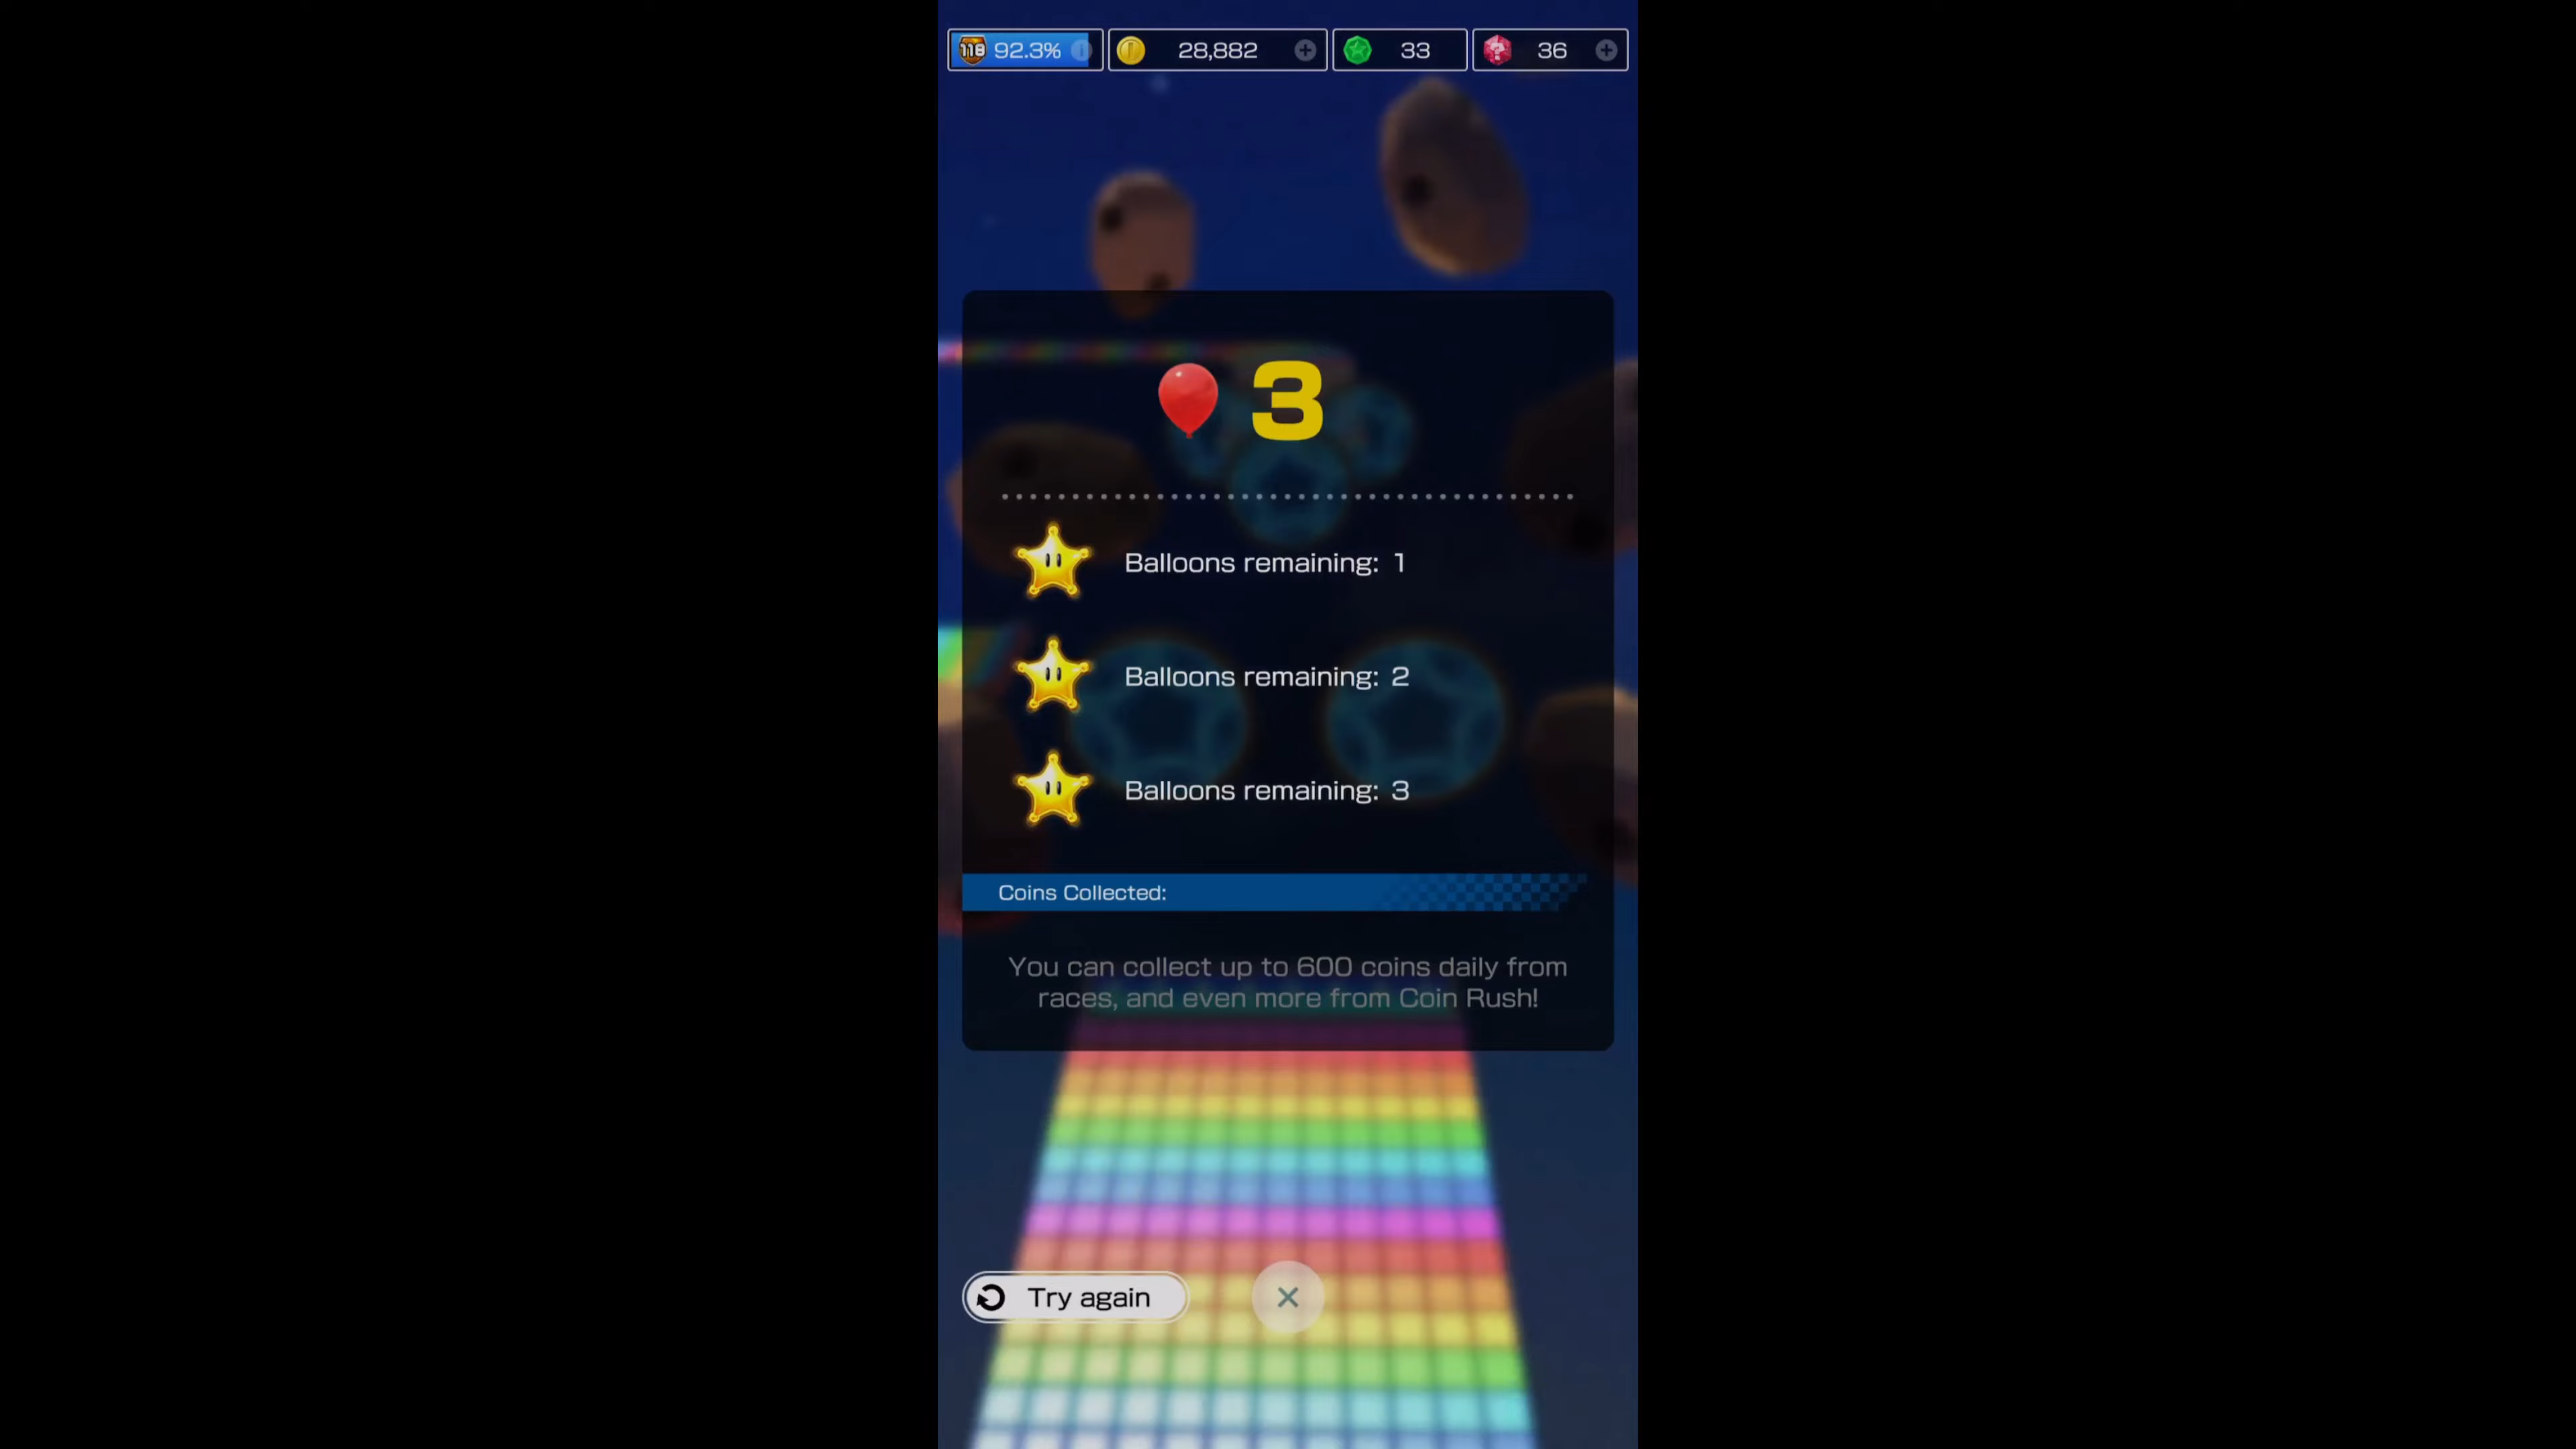 118 92.3% i 28,882 + 33 36 +
3
Balloons remaining: 1
Balloons remaining: 2
Balloons remaining: 3
Coins Collected:
You can collect up to 600 coins daily from
races, and even more from Coin Rush!
Try again